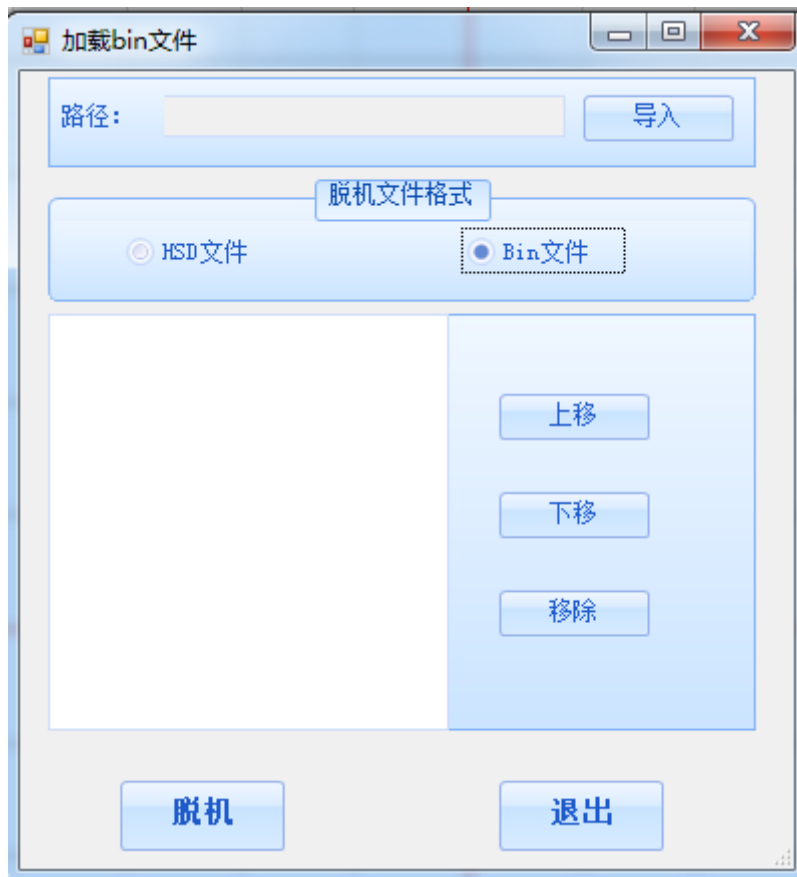 加载bin文件
路径：
导入
脱机文件格式
HSD文件
Bin文件
上移
下移
移除
脱机
退出